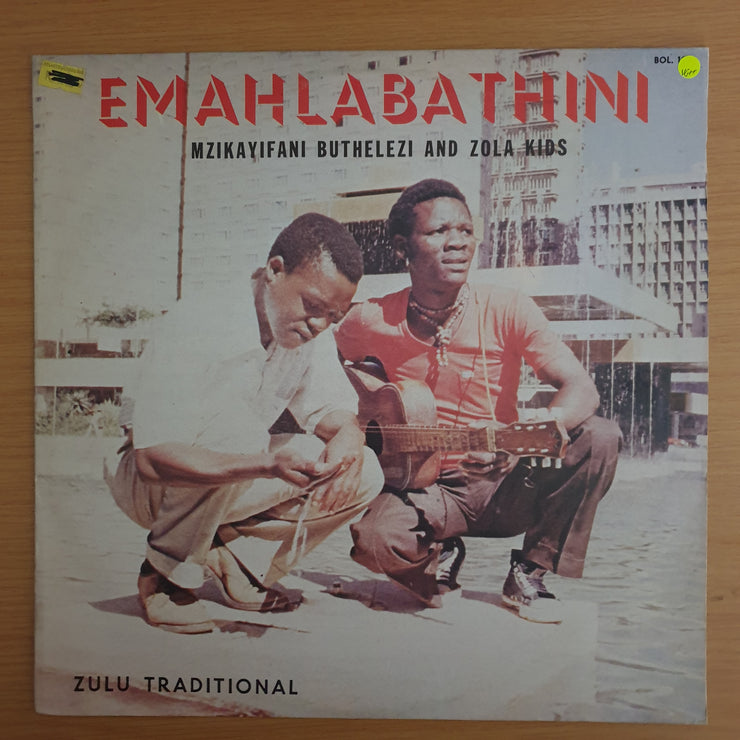 BOL.
EMAHLABATHINI
MZIKAYIFANI BUTHELEZI AND ZOLA KIDS
ZULU TRADITIONAL